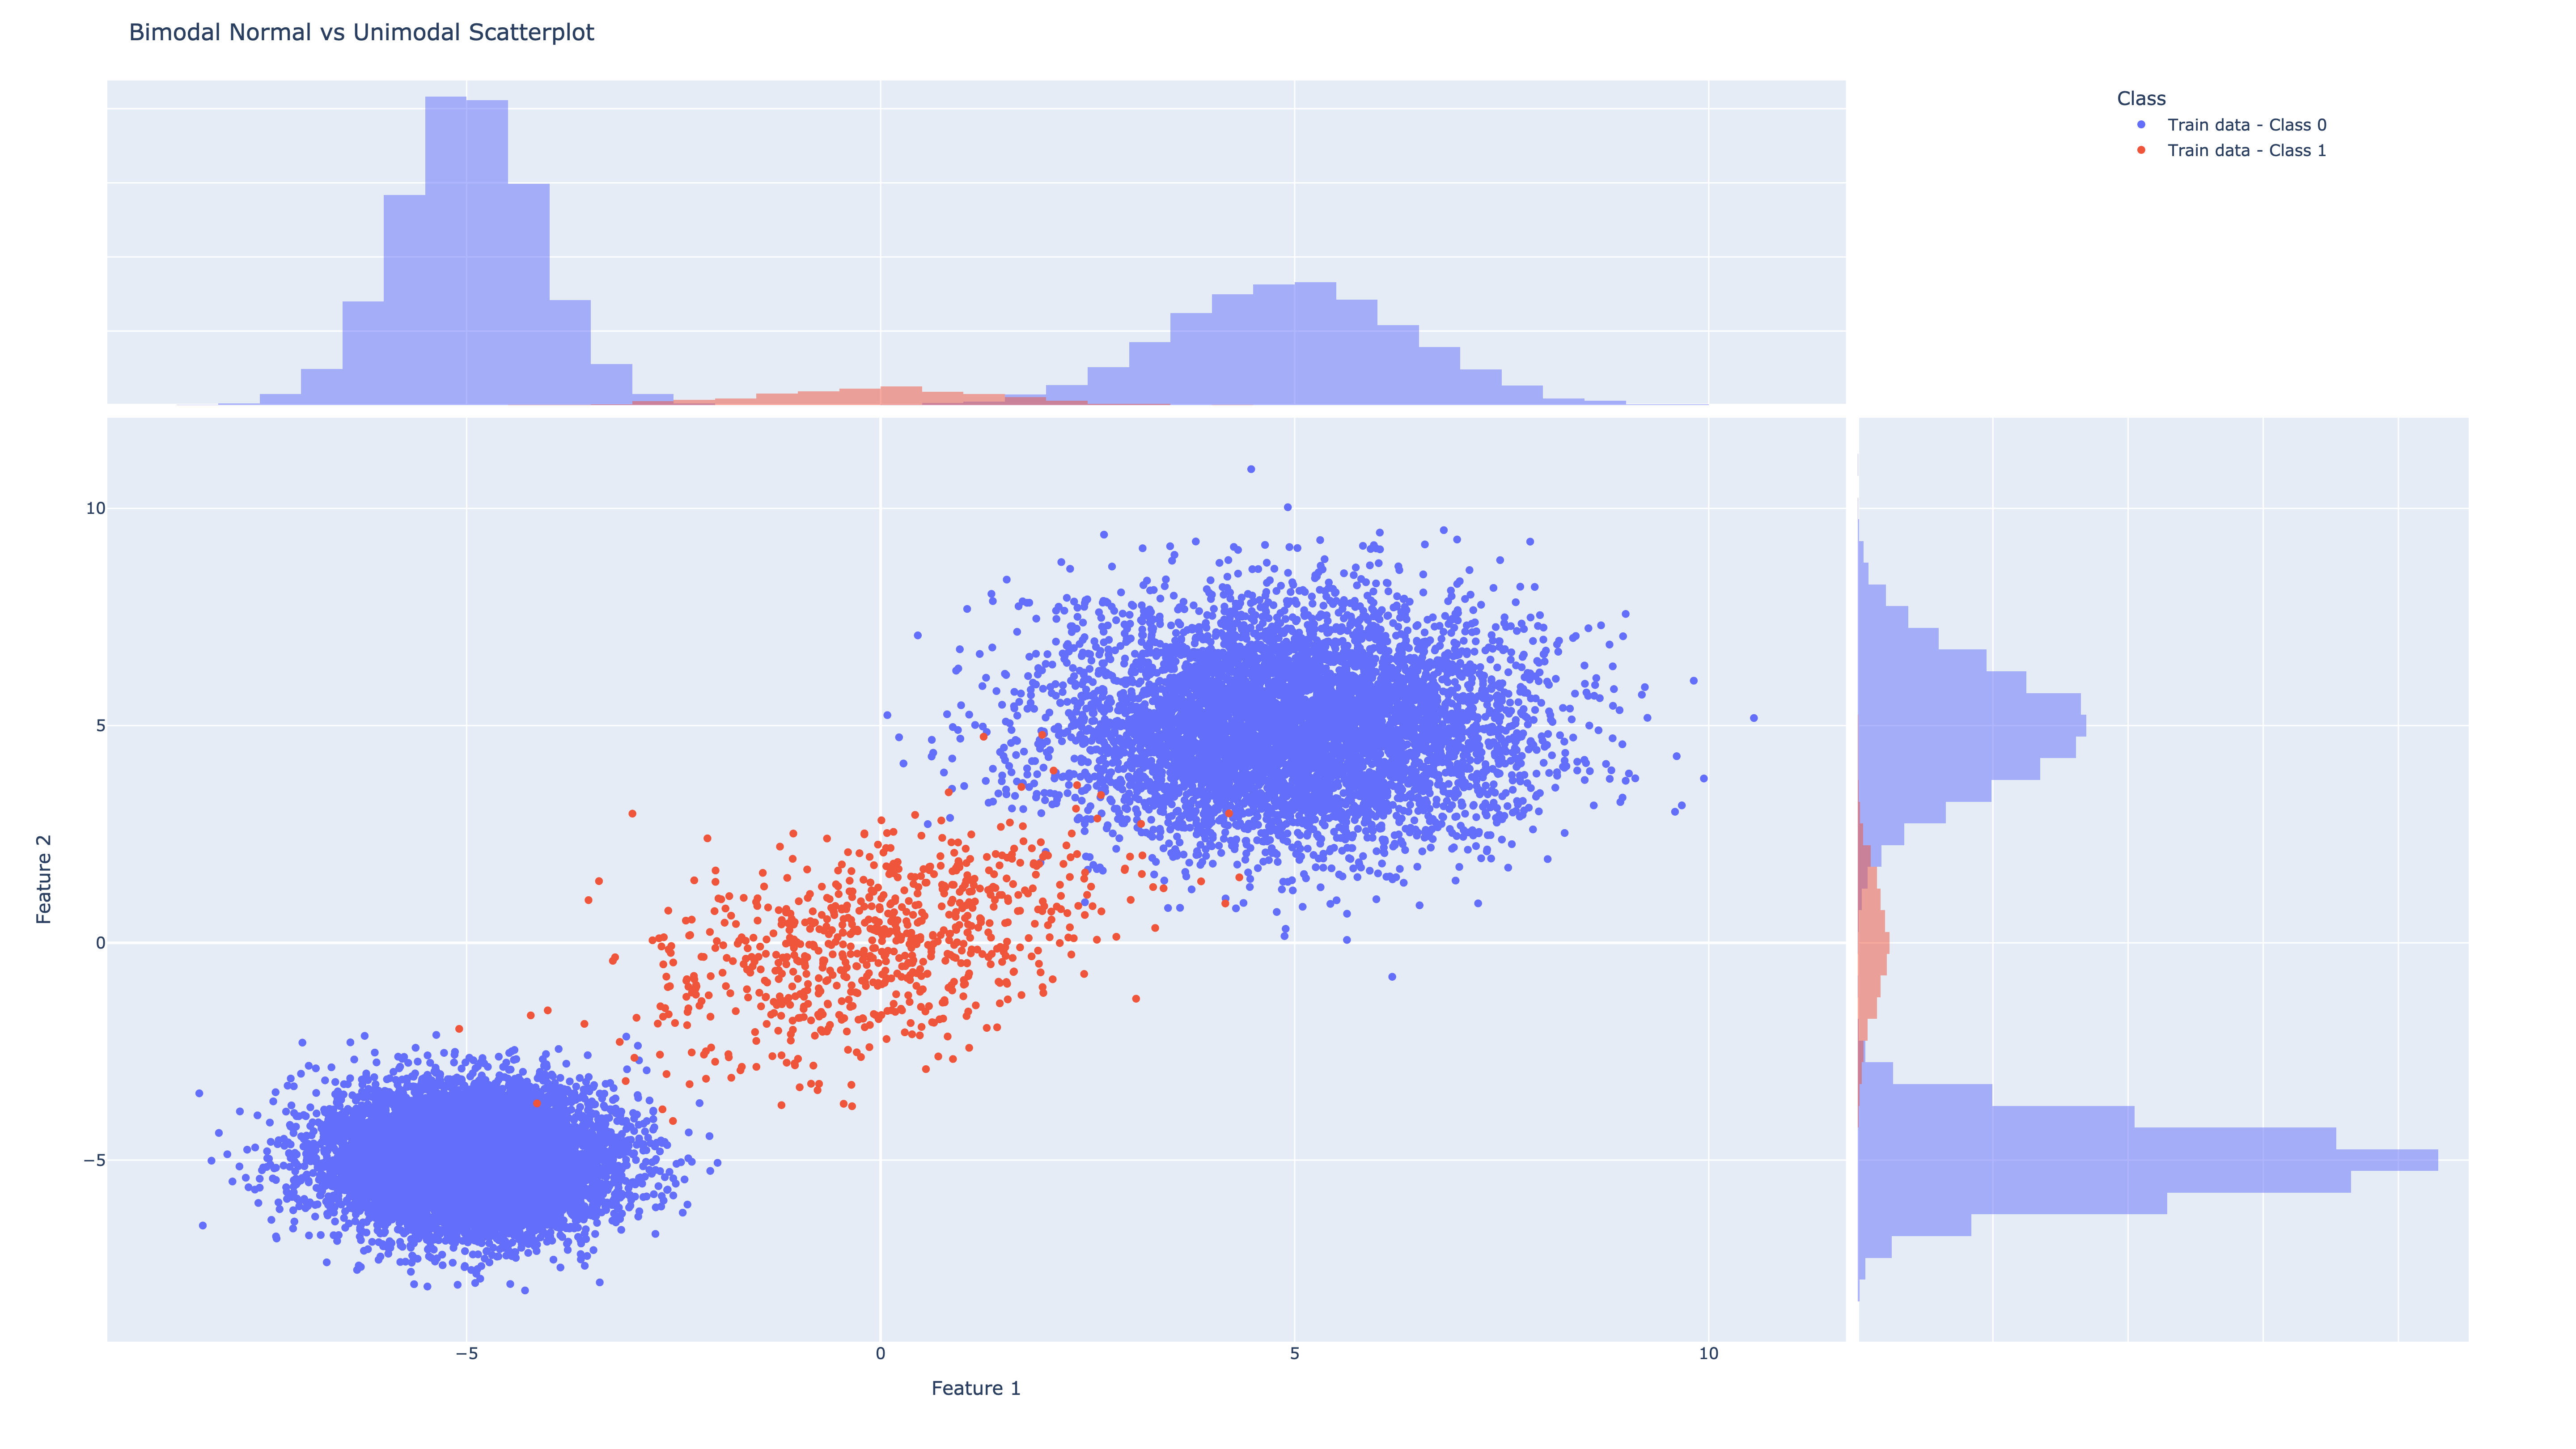 Bimodal Normal vs Unimodal Scatterplot
Class
Train data - Class 0
Train data - Class 1
10
5
0
−5
Feature 2
−5
0
5
10
Feature 1